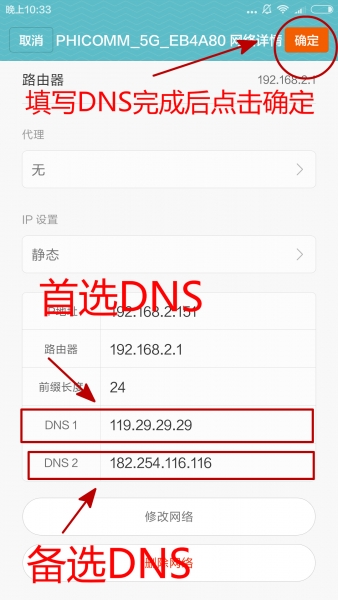 晚上10:33
取消 PHICOMM_5G_EB4A80 网络详情 确定
路由器 192.168.2.1
填写DNS完成后点击确定
代理
无
IP 设置
静态
首选DNS
IP地址 192.168.2.151
路由器 192.168.2.1
前缀长度 24
DNS 1 119.29.29.29
DNS 2 182.254.116.116
修改网络
备选DNS
删除网络